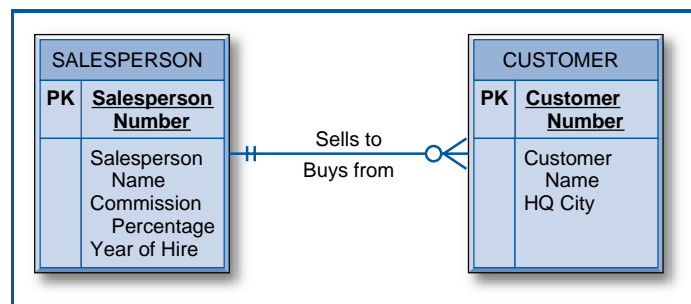 SALESPERSON
PK Salesperson
Number
Salesperson
Name
Commission
Percentage
Year of Hire
Sells to
Buys from
CUSTOMER
PK Customer
Number
Customer
Name
HQ City